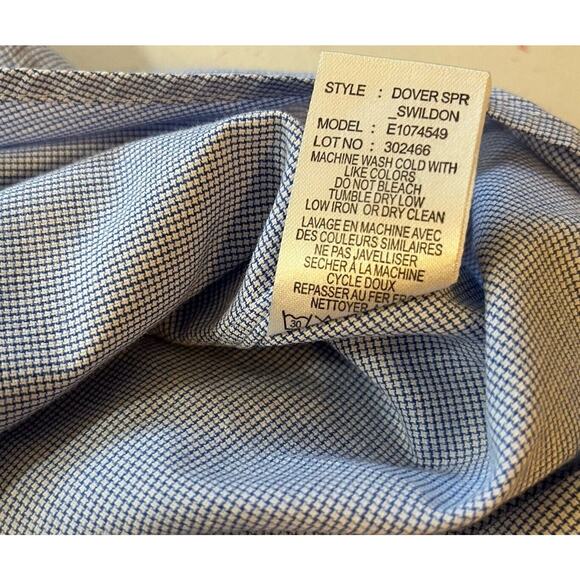 STYLE : DOVER SPR
_SWILDON
MODEL : E1074549
LOT NO : 302466
MACHINE WASH COLD WITH
LIKE COLORS
DO NOT BLEACH
TUMBLE DRY LOW
LOW IRON OR DRY CLEAN
LAVAGE EN MACHINE AVEC
DES COULEURS SIMILAIRES
NE PAS JAVELLISER
SECHER A LA MACHINE
CYCLE DOUX
REPASSER AU FER
NETTOYER
30